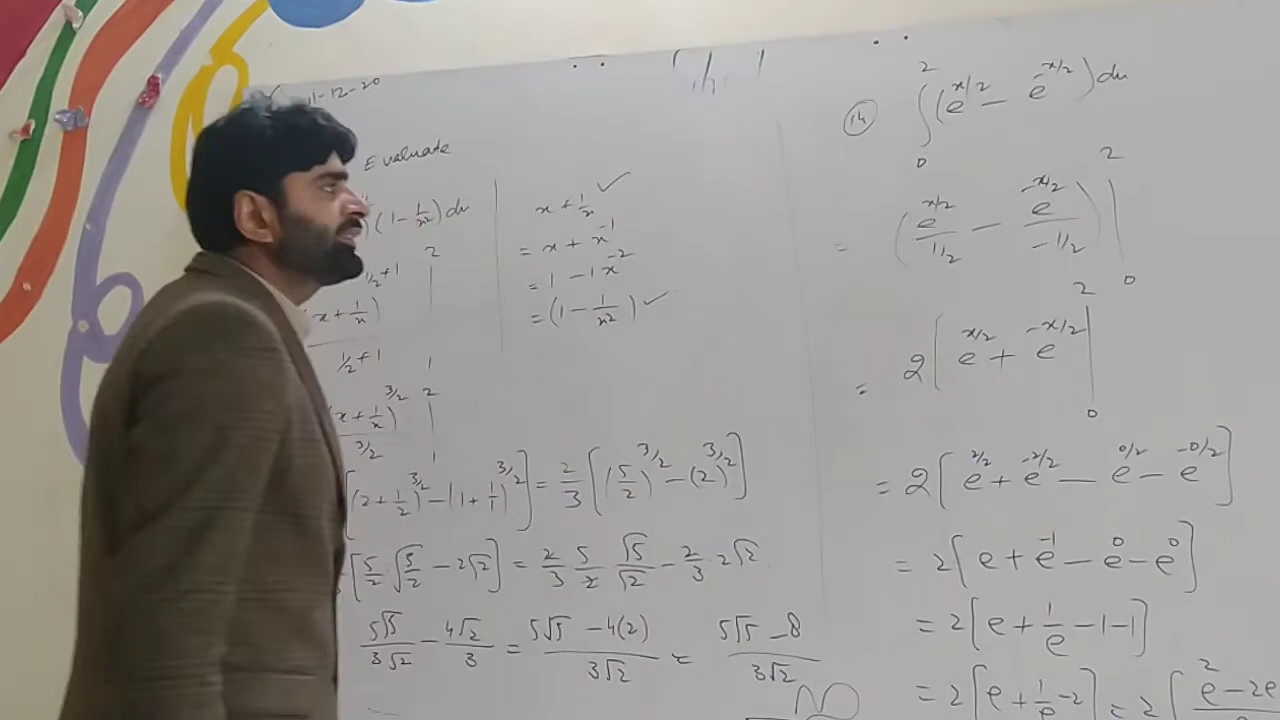 11-12-20
Evaluate
(1 - 1/x²) dx
1/2+1 | 2
(x + 1/x)
1/2+1 | 1
(x + 1/x)^3/2 | 2
3/2 | 1
[(2 + 1/2)^3/2 - (1 + 1/1)^3/2] = 2/3 [(5/2)^3/2 - (2)^3/2]
[5/2 · √5/2 - 2√2] = 2/3 · 5/2 · √5/√2 - 2/3 · 2√2
5√5/3√2 - 4√2/3 = 5√5 - 4(2)/3√2 = 5√5 - 8/3√2
x + 1/x ✓
= x + x^-1
= 1 - 1x^-2
= (1 - 1/x²) ✓
14 ∫₀² (e^x/2 - e^-x/2) dx
= (e^x/2 / 1/2 - e^-x/2 / -1/2) |₀²
= 2[e^x/2 + e^-x/2 |₀²
= 2[e^2/2 + e^-2/2 - e^0/2 - e^-0/2]
= 2[e + e^-1 - e^0 - e^0]
= 2[e + 1/e - 1 - 1]
= 2[e + 1/e - 2] = 2[e² - 2e